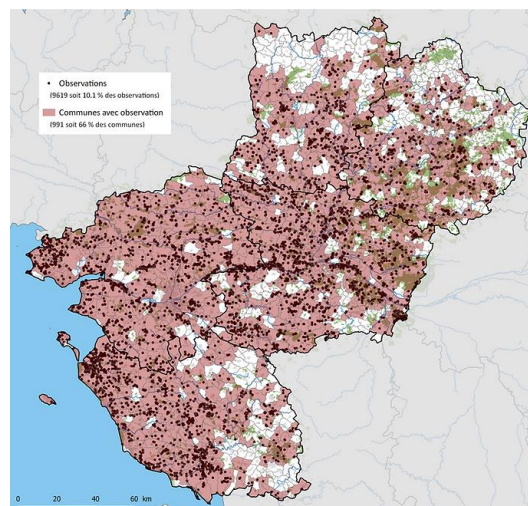 Observations
(9619 soit 10.1 % des observations)
Communes avec observation
(991 soit 66 % des communes)
0 20 40 60 km